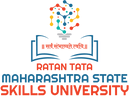 RATAN TATA
MAHARASHTRA STATE
SKILLS UNIVERSITY